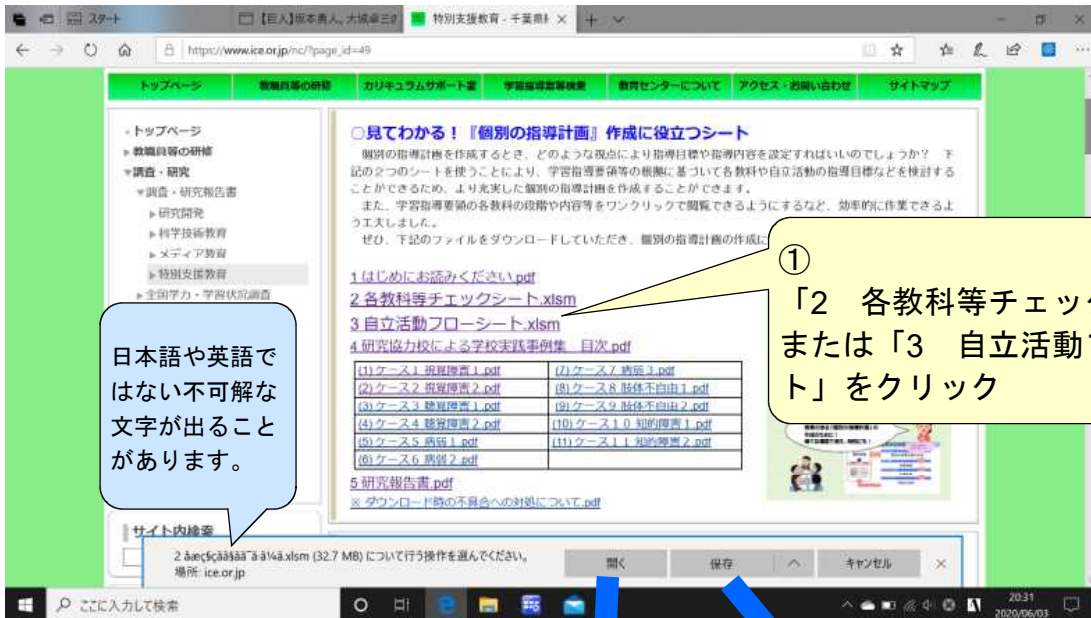 スタート
【巨人】坂本勇人、大城卓三
特別支援教育 - 千葉県
https://www.ice.or.jp/nc/?page_id=49
トップページ
教職員等の研修
カリキュラムサポート室
学習指導案等検索
教育センターについて
アクセス・お問い合わせ
サイトマップ
トップページ
教職員等の研修
調査・研究
調査・研究報告書
研究開発
科学技術教育
メディア教育
特別支援教育
全国学力・学習状況調査
サイト内検索
○見てわかる！『個別の指導計画』作成に役立つシート
個別の指導計画を作成するとき、どのような視点により指導目標や指導内容を設定すればいいのでしょうか？ 下
記の2つのシートを使うことにより、学習指導要領等の根拠に基づいて各教科や自立活動の指導目標などを検討する
ことができるため、より充実した個別の指導計画を作成することができます。
また、学習指導要領の各教科の段階や内容等をワンクリックで閲覧できるようにするなど、効率的に作業できるよ
う工夫しました。
ぜひ、下記のファイルをダウンロードしていただき、個別の指導計画の作成に
1 はじめにお読みください.pdf
2 各教科等チェックシート.xlsm
3 自立活動フローシート.xlsm
4 研究協力校による学校実践事例集　目次.pdf
(1)ケース1 視覚障害1.pdf (7)ケース7 病弱3.pdf
(2)ケース2 視覚障害2.pdf (8)ケース8 肢体不自由1.pdf
(3)ケース3 聴覚障害1.pdf (9)ケース9 肢体不自由2.pdf
(4)ケース4 聴覚障害2.pdf (10)ケース10 知的障害1.pdf
(5)ケース5 病弱1.pdf (11)ケース11 知的障害2.pdf
(6)ケース6 病弱2.pdf
5 研究報告書.pdf
※ ダウンロード時の不具合への対処について.pdf
①
「2　各教科等チェック
または「3　自立活動フ
ト」をクリック
日本語や英語で
はない不可解な
文字が出ること
があります。
.xlsm (32.7 MB) について行う操作を選んでください。
場所: ice.or.jp
開く
保存
キャンセル
ここに入力して検索
20:31
2020/06/03